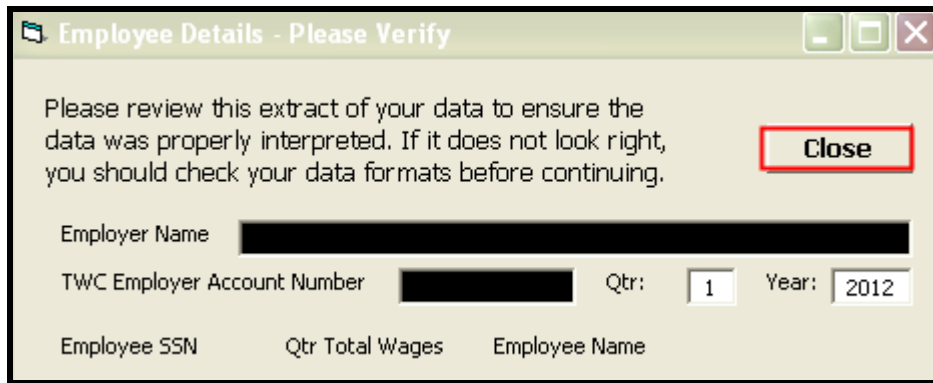 Employee Details - Please Verify
Please review this extract of your data to ensure the
data was properly interpreted. If it does not look right,
you should check your data formats before continuing.
Close
Employer Name
TWC Employer Account Number Qtr: 1 Year: 2012
Employee SSN Qtr Total Wages Employee Name